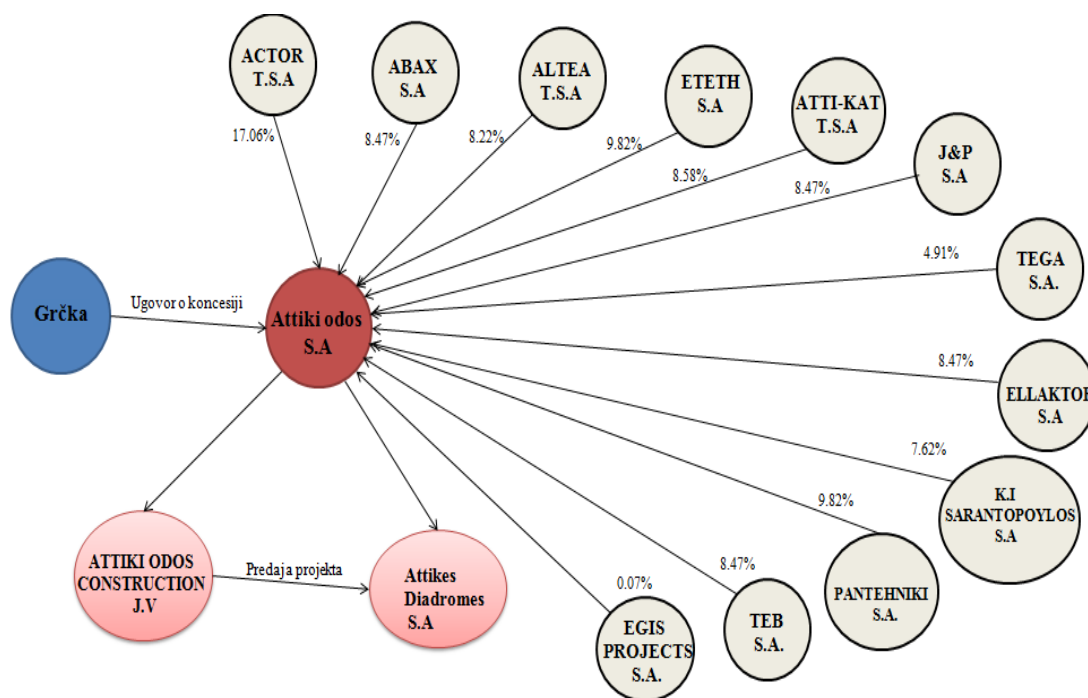 ACTOR
T.S.A
17.06%
ABAX
S.A
8.47%
ALTEA
T.S.A
8.22%
ETETH
S.A
9.82%
ATTI-KAT
T.S.A
8.58%
J&P
S.A
8.47%
TEGA
S.A.
4.91%
Grčka
Ugovor o koncesiji
Attiki odos
S.A
8.47%
ELLAKTOR
S.A
7.62%
K.I
SARANTOPOYLOS
S.A
9.82%
PANTEHNIKI
S.A.
8.47%
TEB
S.A.
0.07%
EGIS
PROJECTS
S.A.
ATTIKI ODOS
CONSTRUCTION
J.V
Predaja projekta
Attikes
Diadromes
S.A